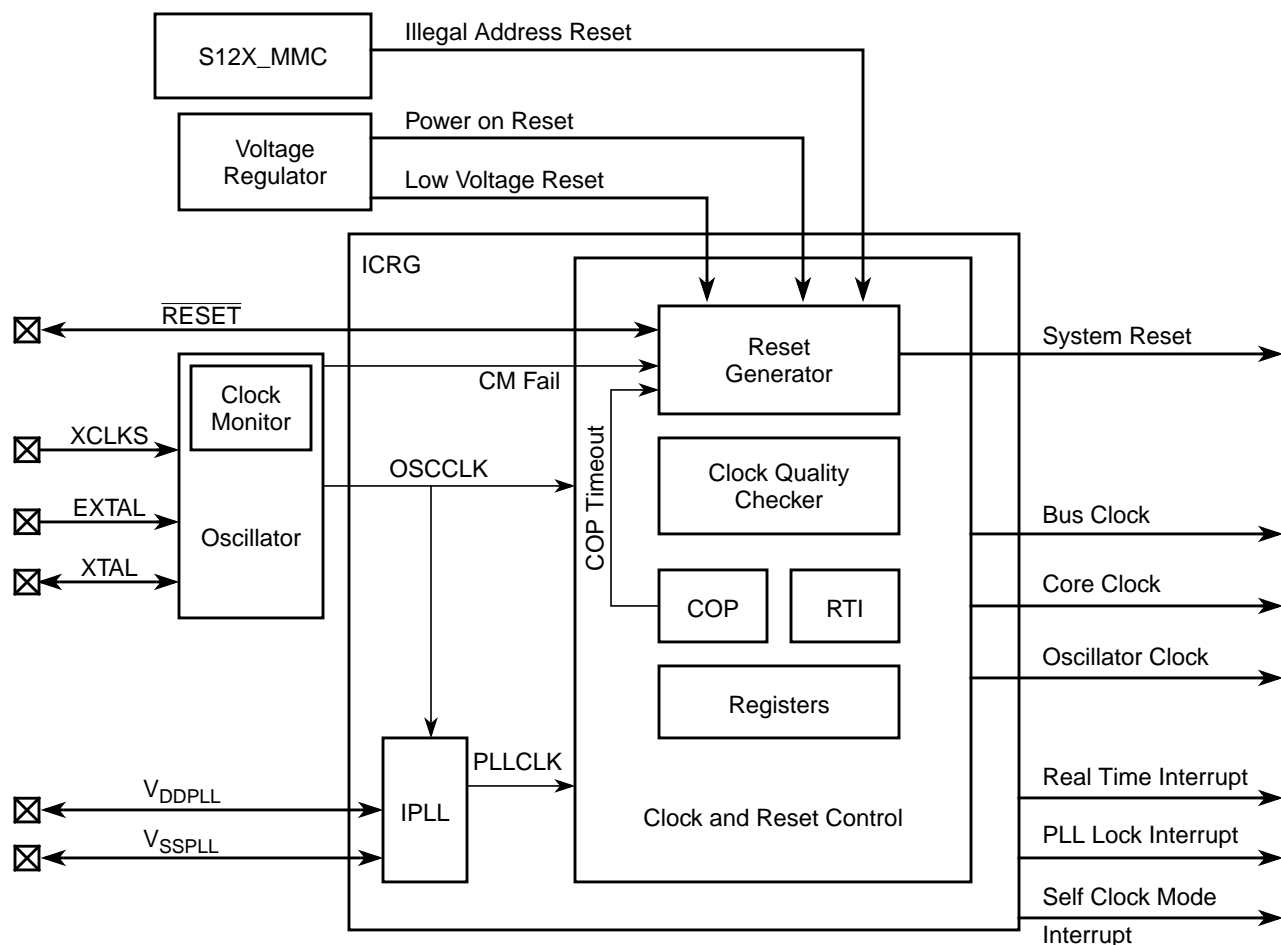 S12X_MMC
Illegal Address Reset
Voltage
Regulator
Power on Reset
Low Voltage Reset
ICRG
RESET
Reset
Generator
System Reset
CM Fail
Clock
Monitor
XCLKS
OSCCLK
COP Timeout
Clock Quality
Checker
EXTAL
Oscillator
XTAL
Bus Clock
COP
RTI
Core Clock
Oscillator Clock
Registers
PLLCLK
VDDPLL
IPLL
VSSPLL
Clock and Reset Control
Real Time Interrupt
PLL Lock Interrupt
Self Clock Mode
Interrupt